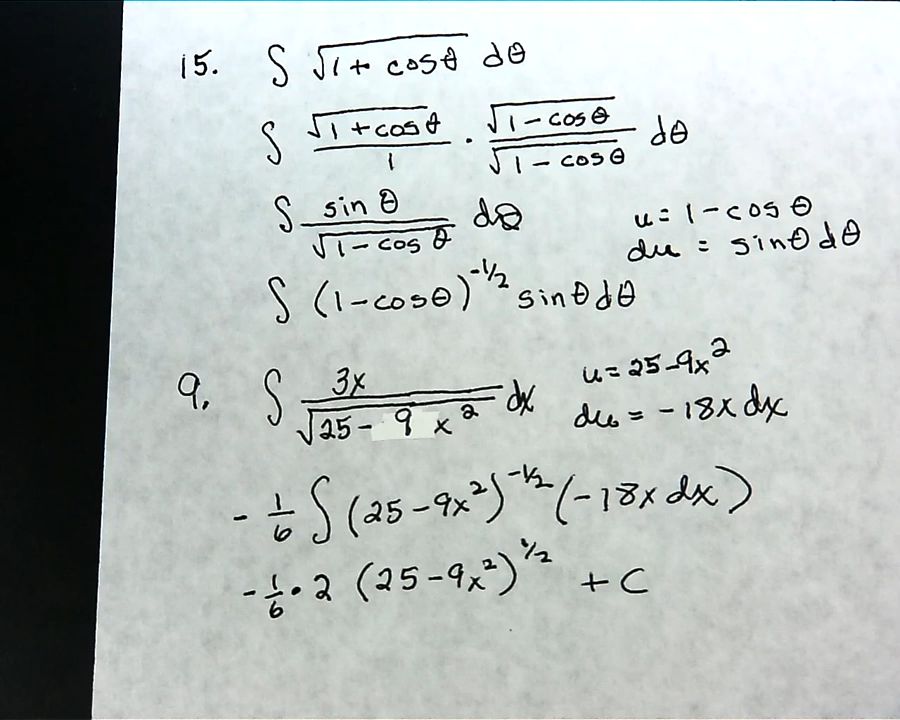 15. ∫ √(1 + cosθ) dθ
∫ √(1 + cosθ)/1 · √(1 - cosθ)/√(1 - cosθ) dθ
∫ sin θ/√(1 - cos θ) dθ u = 1 - cos θ
du = sinθ dθ
∫ (1 - cosθ)^(-1/2) sinθ dθ
9. ∫ 3x/√(25 - 9x²) dx u = 25 - 9x²
du = -18x dx
-1/6 ∫ (25 - 9x²)^(-1/2) (-18x dx)
-1/6 · 2 (25 - 9x²)^(1/2) + C